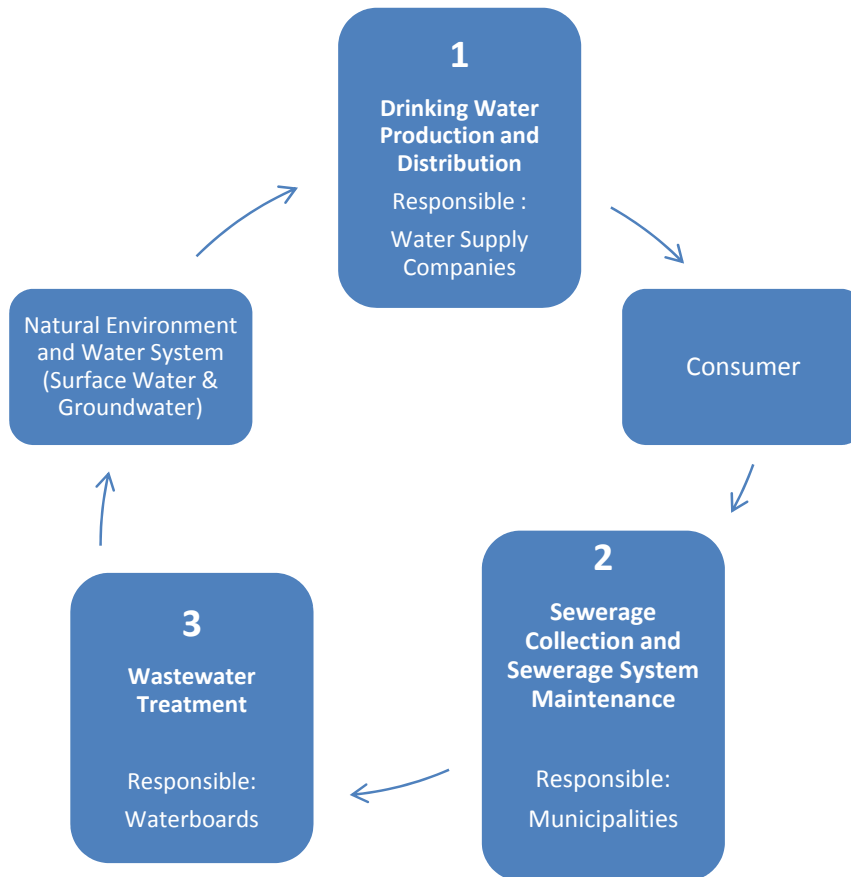 1
Drinking Water
Production and
Distribution
Responsible :
Water Supply
Companies
Consumer
2
Sewerage
Collection and
Sewerage System
Maintenance
Responsible:
Municipalities
3
Wastewater
Treatment
Responsible:
Waterboards
Natural Environment
and Water System
(Surface Water &
Groundwater)